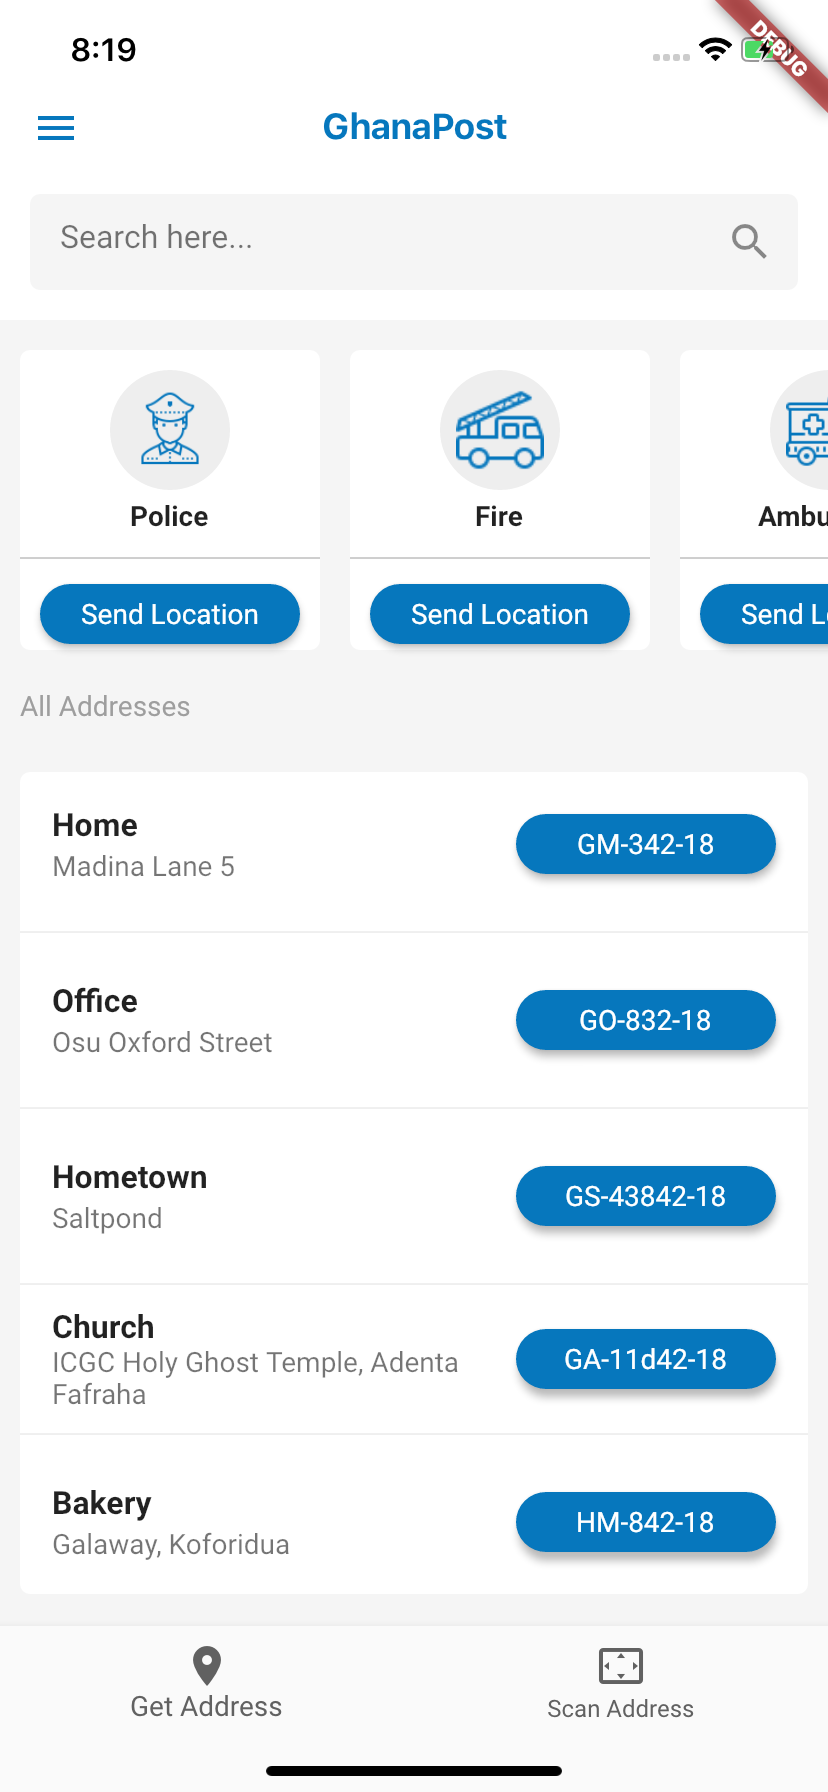 8:19
DEBUG
GhanaPost
Search here...
Police
Fire
Ambu
Send Location
Send Location
Send L
All Addresses
Home
Madina Lane 5
GM-342-18
Office
Osu Oxford Street
GO-832-18
Hometown
Saltpond
GS-43842-18
Church
ICGC Holy Ghost Temple, Adenta
Fafraha
GA-11d42-18
Bakery
Galaway, Koforidua
HM-842-18
Get Address
Scan Address